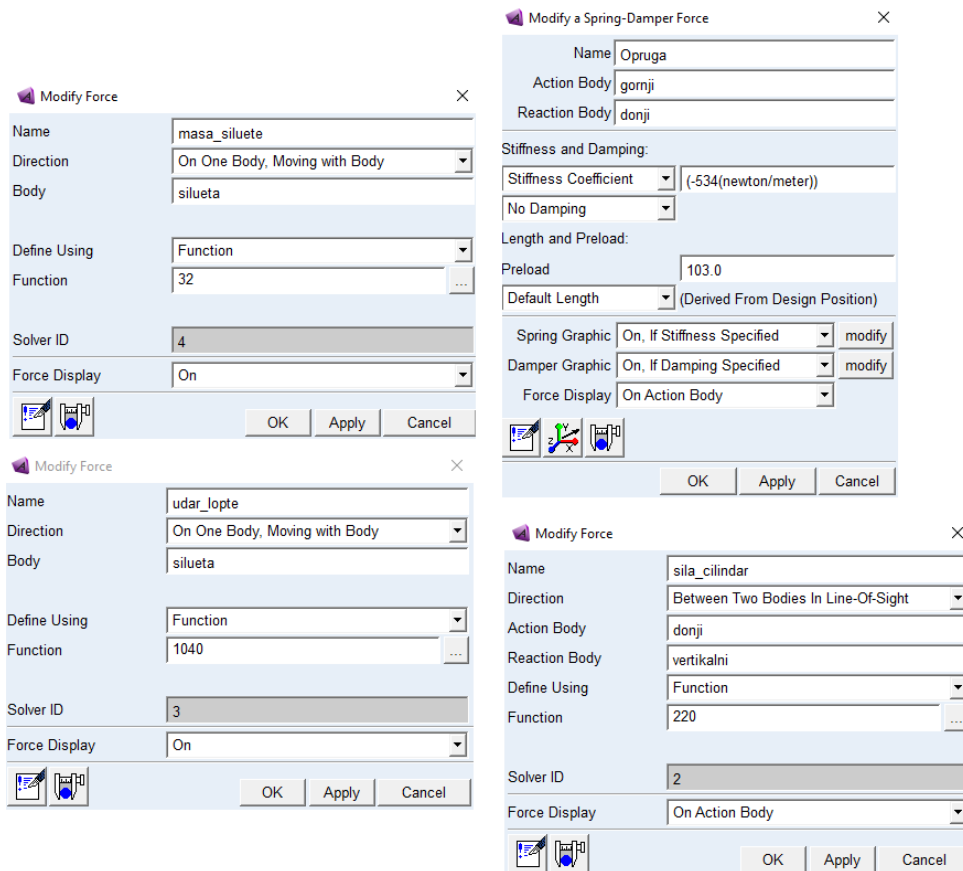 Modify Force
Name masa_siluete
Direction On One Body, Moving with Body
Body silueta
Define Using Function
Function 32 ...
Solver ID 4
Force Display On
OK Apply Cancel
Modify Force
Name udar_lopte
Direction On One Body, Moving with Body
Body silueta
Define Using Function
Function 1040 ...
Solver ID 3
Force Display On
OK Apply Cancel
Modify a Spring-Damper Force
Name Opruga
Action Body gornji
Reaction Body donji
Stiffness and Damping:
Stiffness Coefficient (-534(newton/meter))
No Damping
Length and Preload:
Preload 103.0
Default Length (Derived From Design Position)
Spring Graphic On, If Stiffness Specified modify
Damper Graphic On, If Damping Specified modify
Force Display On Action Body
Y
Z
X
OK Apply Cancel
Modify Force
Name sila_cilindar
Direction Between Two Bodies In Line-Of-Sight
Action Body donji
Reaction Body vertikalni
Define Using Function
Function 220 ...
Solver ID 2
Force Display On Action Body
OK Apply Cancel